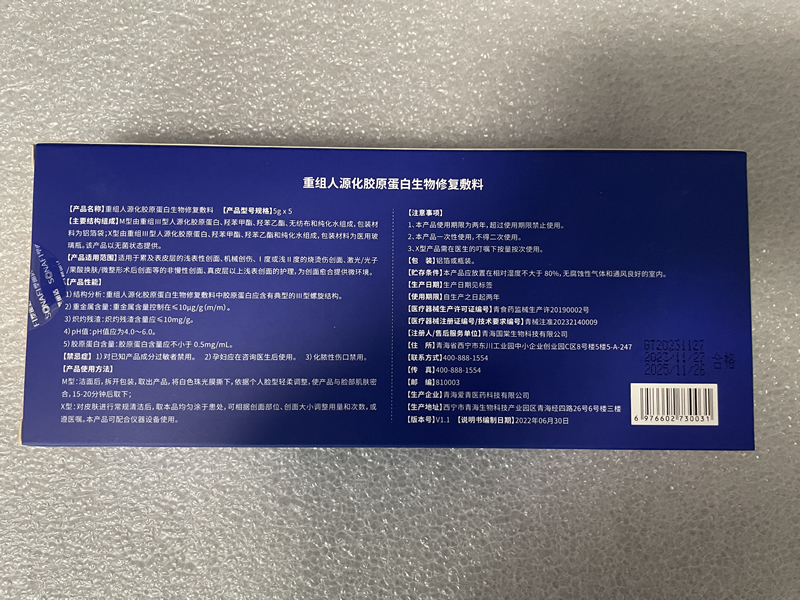 重组人源化胶原蛋白生物修复敷料
【产品名称】重组人源化胶原蛋白生物修复敷料 【产品型号规格】5g x 5
【主要结构组成】M型由重组III型人源化胶原蛋白、羟苯甲酯、羟苯乙酯、无纺布和纯化水组成,包装材
料为铝箔袋;X型由重组III型人源化胶原蛋白、羟苯甲酯、羟苯乙酯和纯化水组成,包装材料为医用玻
璃瓶。该产品以无菌状态提供。
【产品适用范围】适用于累及表皮层的浅表性创面、机械创伤、I度或浅II度的烧烫伤创面、激光/光子
/果酸换肤/微整形术后创面等的非慢性创面、真皮层以上浅表创面的护理,为创面愈合提供微环境。
【产品性能】
1)结构分析:重组人源化胶原蛋白生物修复敷料中胶原蛋白应含有典型的III型螺旋结构。
2)重金属含量:重金属含量控制在≤10μg/g(m/m)。
3)炽灼残渣:炽灼残渣含量应≤10mg/g。
4)pH值:pH值应为4.0~6.0。
5)胶原蛋白含量:胶原蛋白含量应不小于0.5mg/mL。
【禁忌症】1)对已知产品成分过敏者禁用。 2)孕妇应在咨询医生后使用。 3)化脓性伤口禁用。
【产品使用方法】
M型:洁面后,拆开包装,取出产品,将白色珠光膜撕下,依据个人脸型轻柔调整,使产品与脸部肌肤密
合,15-20分钟后取下;
X型:对皮肤进行常规清洁后,取本品均匀涂于患处,可根据创面部位、创面大小调整用量和次数,或
遵医嘱。本产品可配合仪器设备使用。
【注意事项】
1、本产品使用期限为两年,超过使用期限禁止使用。
2、本产品一次性使用,不得二次使用。
3、X型产品需在医生的叮嘱下按量按次使用。
【包 装】铝箔或瓶装。
【贮存条件】本产品应放置在相对湿度不大于80%,无腐蚀性气体和通风良好的室内。
【生产日期】生产日期见标签
【使用期限】自生产之日起两年
【医疗器械生产许可证编号】青食药监械生产许20190002号
【医疗器械注册证编号/技术要求编号】青械注准20232140009
【注册人/售后服务单位】青海国棠生物科技有限公司
【住 所】青海省西宁市东川工业园中小企业创业园C区8号楼5楼5-A-247
【联系方式】400-888-1554
【传 真】400-888-1554
【邮 编】810003
【生产企业】青海爱青医药科技有限公司
【生产地址】西宁市青海生物科技产业园区青海经四路26号6号楼三楼
【版本号】V1.1 【说明书编制日期】2022年06月30日
BT20231127
2023/11/27
2025/11/26
合格
6 976602 730031